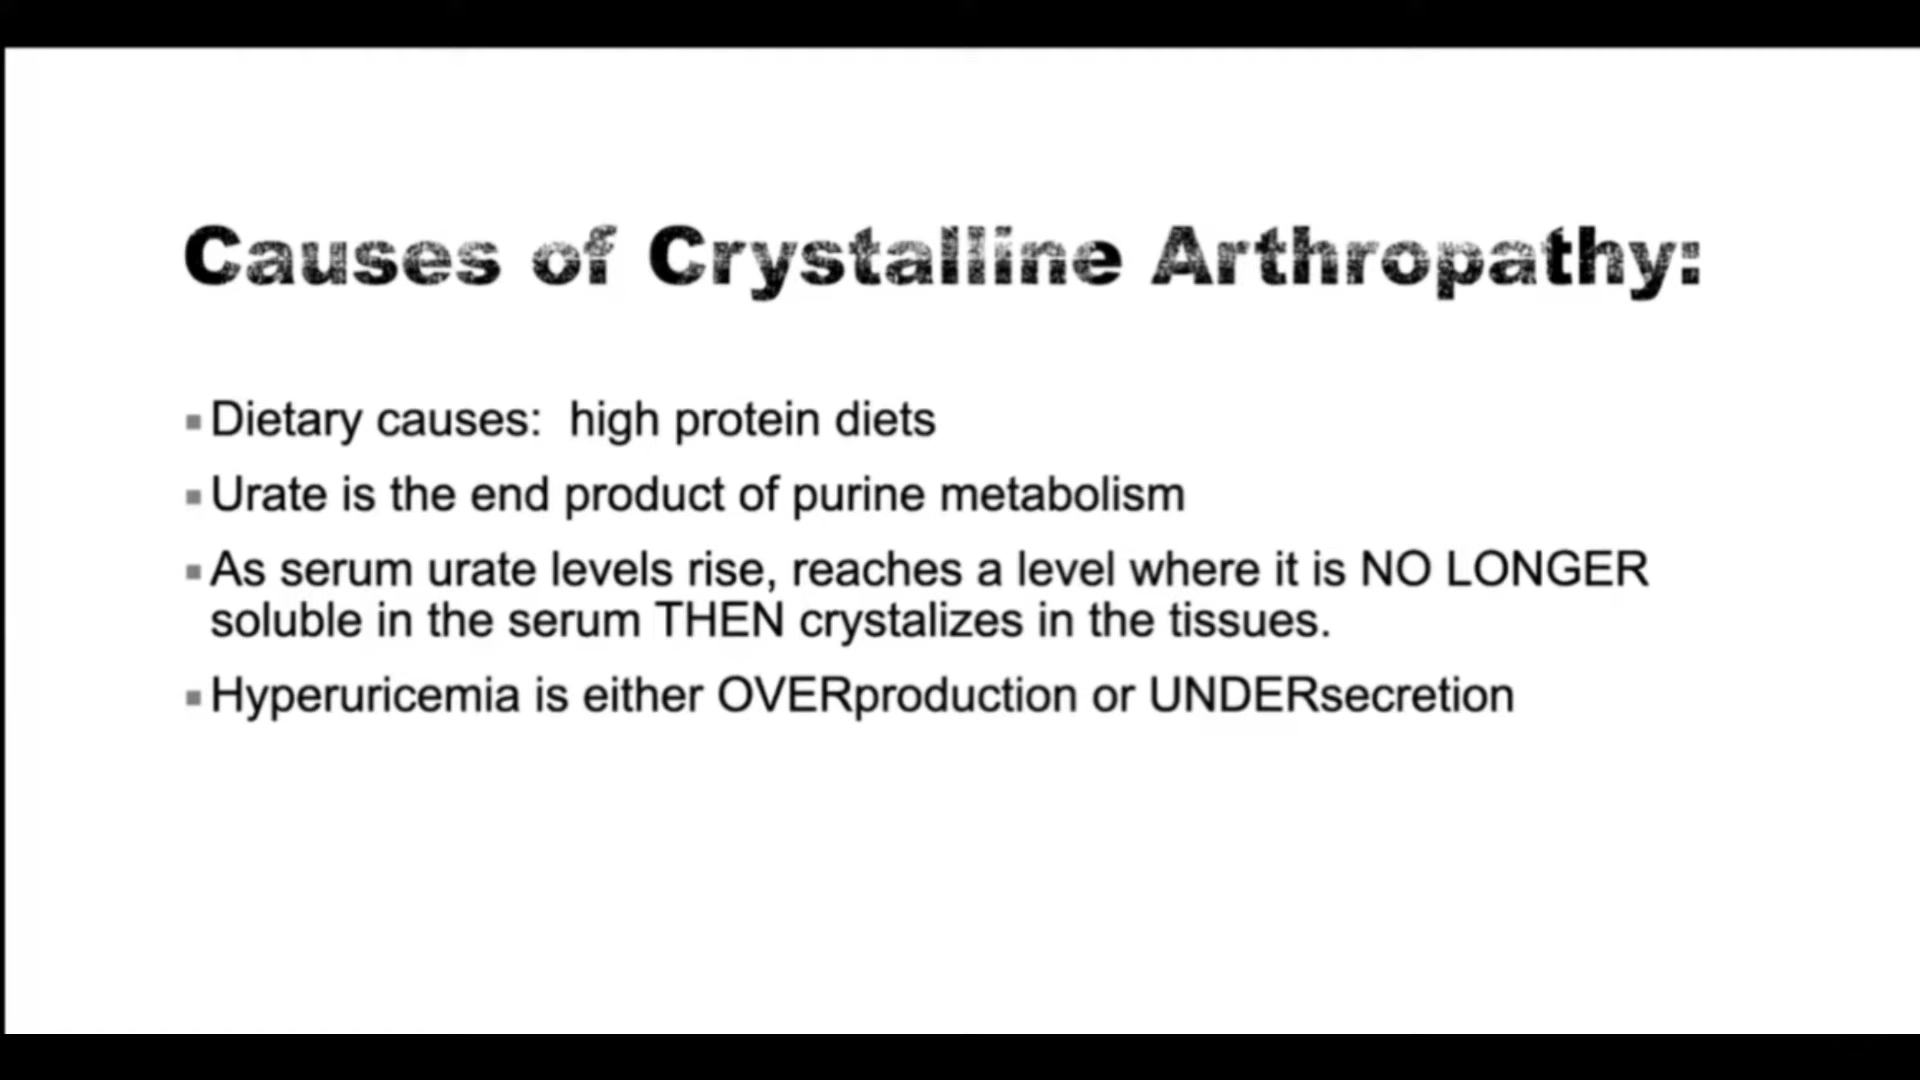 Causes of Crystalline Arthropathy:
▪Dietary causes:  high protein diets
▪Urate is the end product of purine metabolism
▪As serum urate levels rise, reaches a level where it is NO LONGER
soluble in the serum THEN crystalizes in the tissues.
▪Hyperuricemia is either OVERproduction or UNDERsecretion